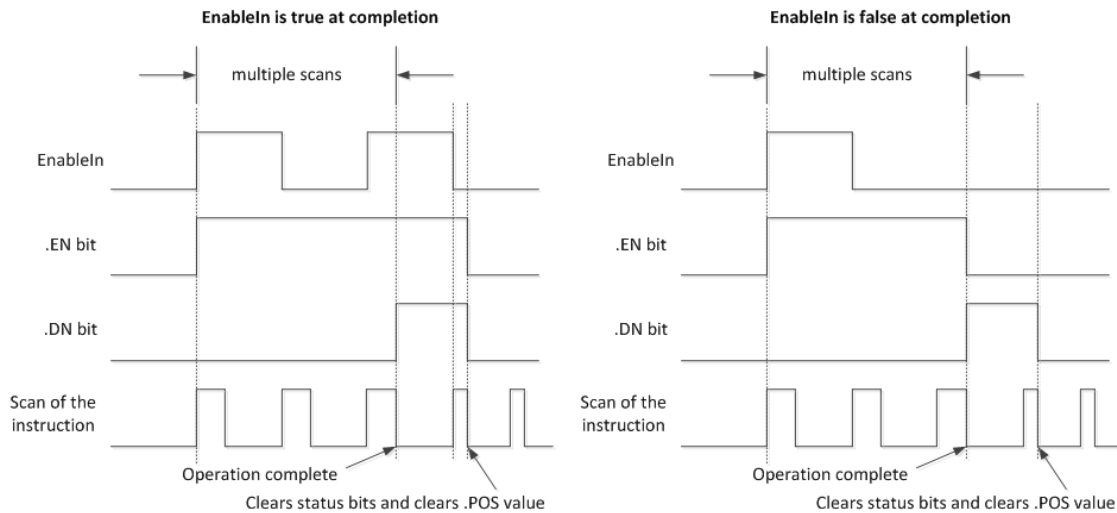 EnableIn is true at completion
multiple scans
EnableIn
.EN bit
.DN bit
Scan of the
instruction
Operation complete
Clears status bits and clears .POS value
EnableIn is false at completion
multiple scans
EnableIn
.EN bit
.DN bit
Scan of the
instruction
Operation complete
Clears status bits and clears .POS value